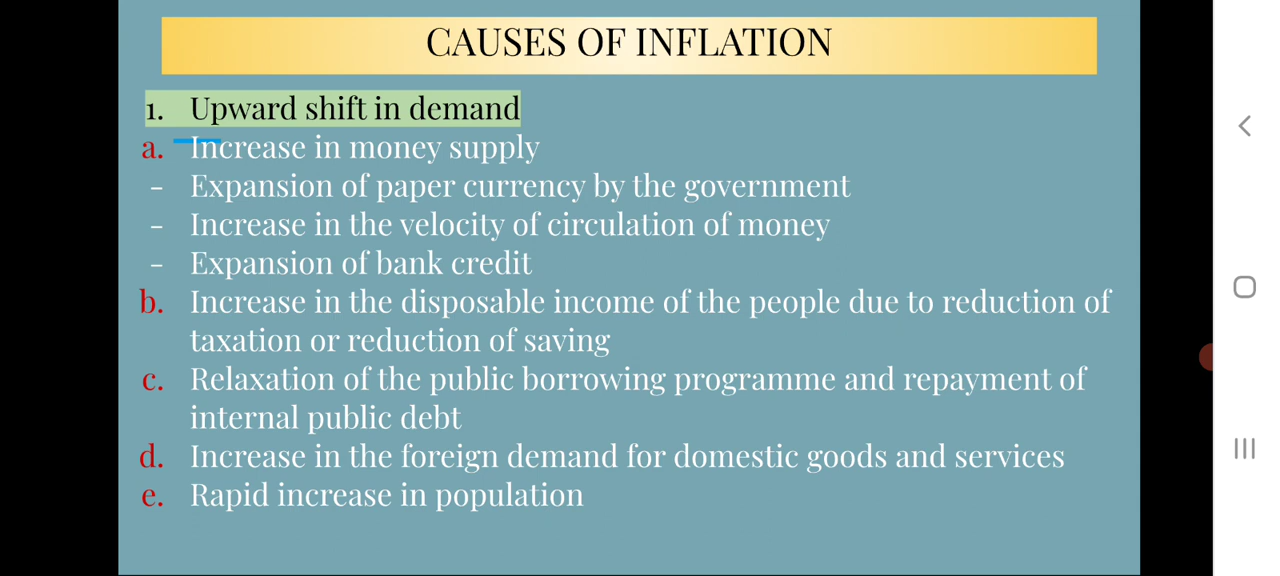 CAUSES OF INFLATION
1. Upward shift in demand
a. Increase in money supply
- Expansion of paper currency by the government
- Increase in the velocity of circulation of money
- Expansion of bank credit
b. Increase in the disposable income of the people due to reduction of
taxation or reduction of saving
c. Relaxation of the public borrowing programme and repayment of
internal public debt
d. Increase in the foreign demand for domestic goods and services
e. Rapid increase in population